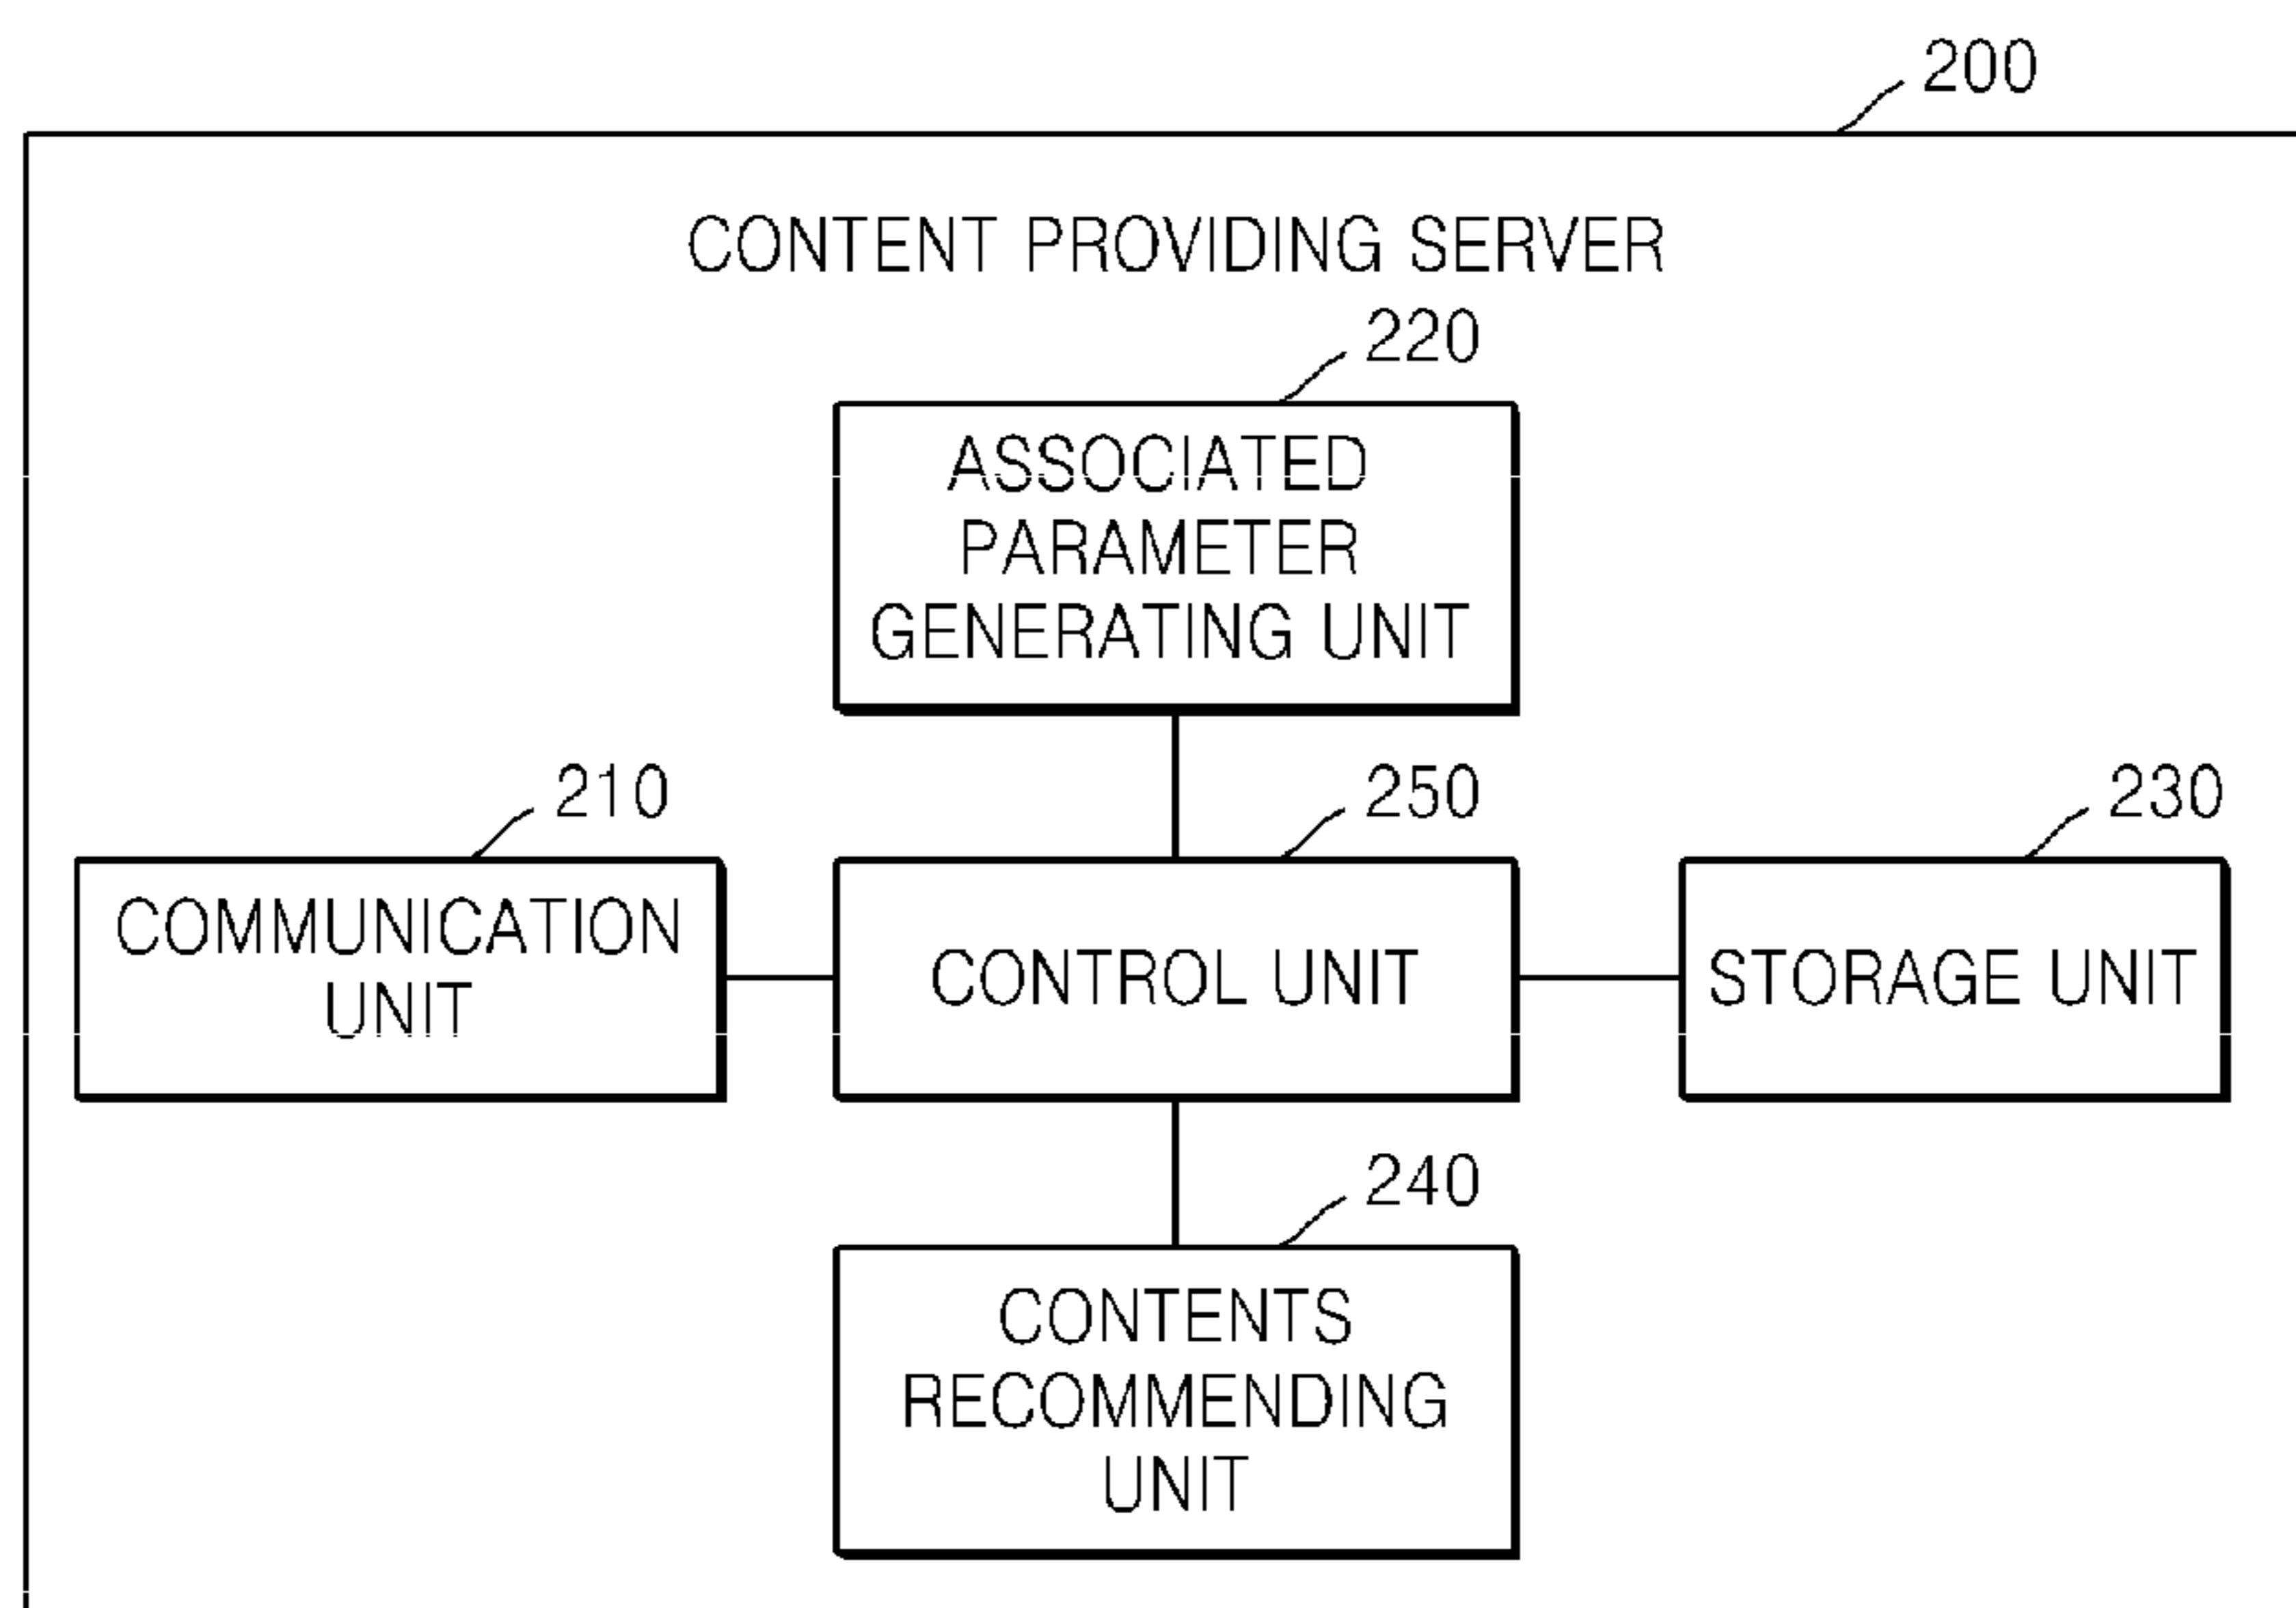 200
CONTENT PROVIDING SERVER
220
ASSOCIATED
PARAMETER
GENERATING UNIT
210
250
230
COMMUNICATION
UNIT
CONTROL UNIT
STORAGE UNIT
240
CONTENTS
RECOMMENDING
UNIT